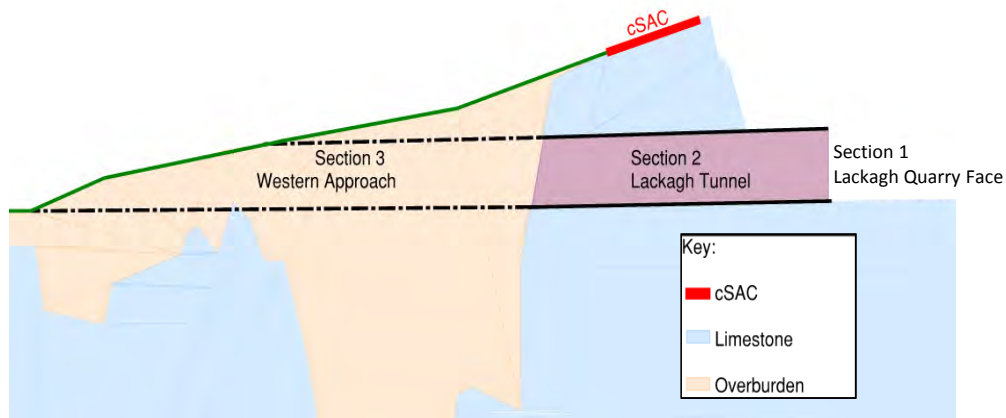 cSAC
Section 3
Western Approach
Section 2
Lackagh Tunnel
Section 1
Lackagh Quarry Face
Key:
cSAC
Limestone
Overburden